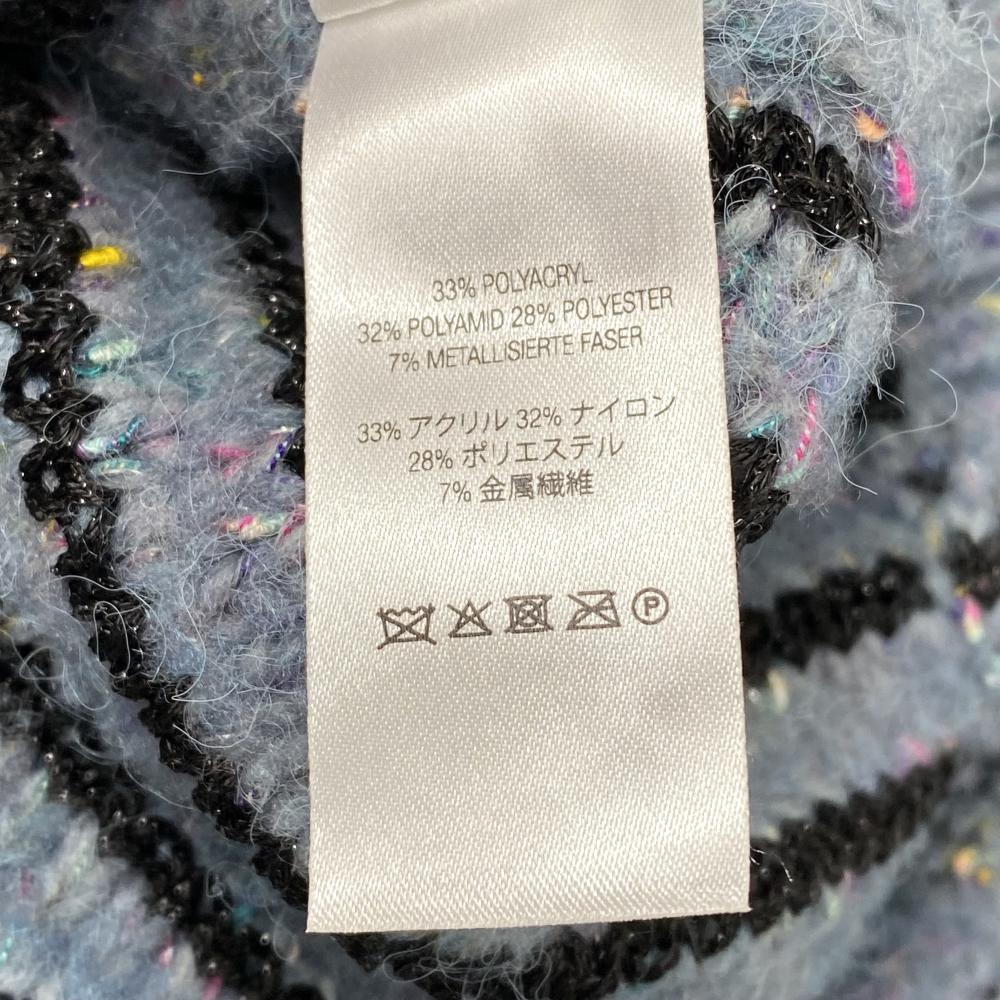 33% POLYACRYL
32% POLYAMID 28% POLYESTER
7% METALLISIERTE FASER
33% アクリル 32% ナイロン
28% ポリエステル
7% 金属繊維
P